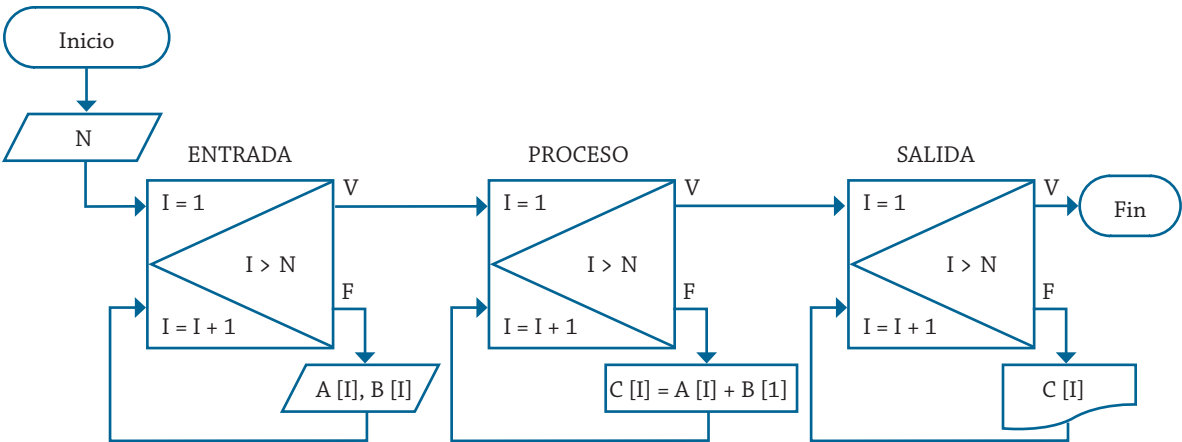 Inicio
N
ENTRADA
I = 1
V
I > N
F
I = I + 1
A [I], B [I]
PROCESO
I = 1
V
I > N
F
I = I + 1
C [I] = A [I] + B [1]
SALIDA
I = 1
V
I > N
F
I = I + 1
C [I]
Fin